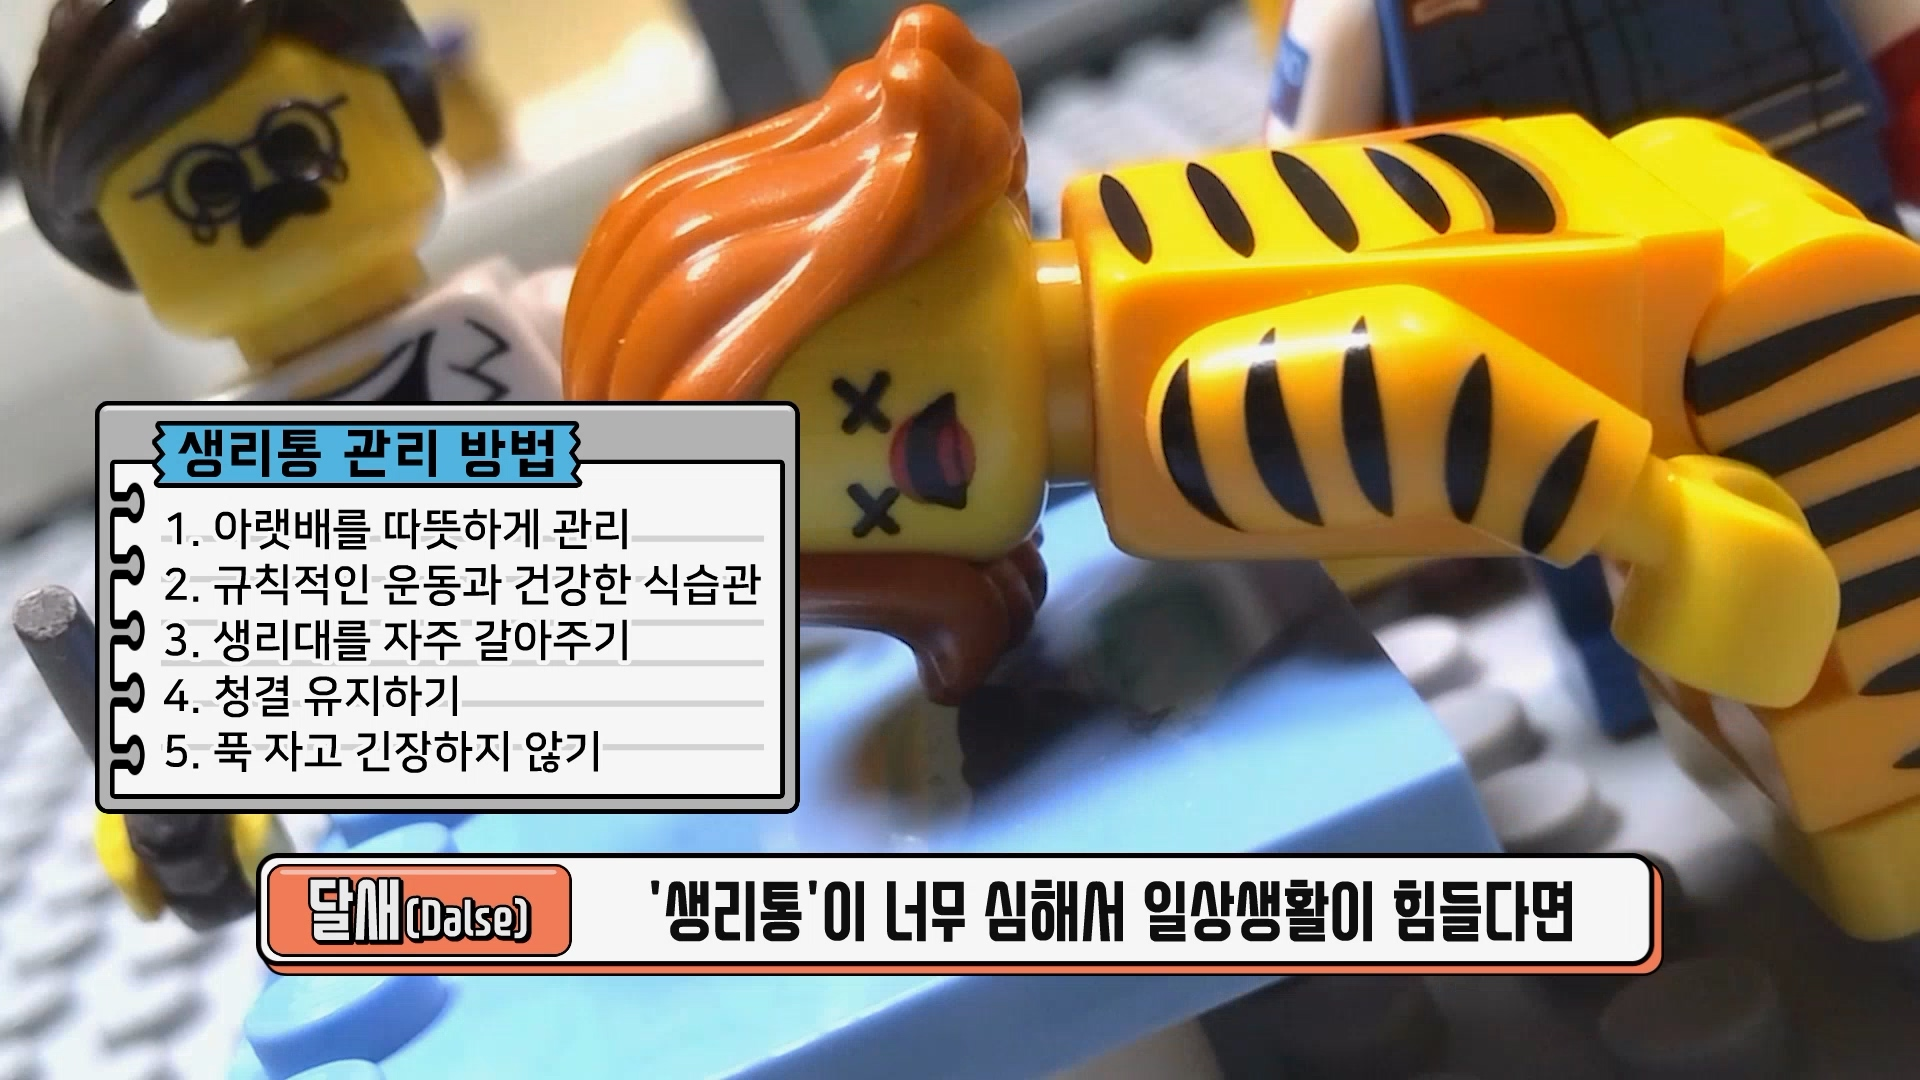 생리통 관리 방법
1. 아랫배를 따뜻하게 관리
2. 규칙적인 운동과 건강한 식습관
3. 생리대를 자주 갈아주기
4. 청결 유지하기
5. 푹 자고 긴장하지 않기
달새(Dalse) '생리통'이 너무 심해서 일상생활이 힘들다면